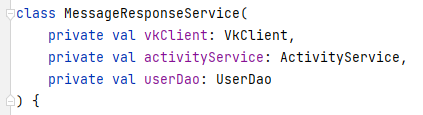 class MessageResponseService(
    private val vkClient: VkClient,
    private val activityService: ActivityService,
    private val userDao: UserDao
) {